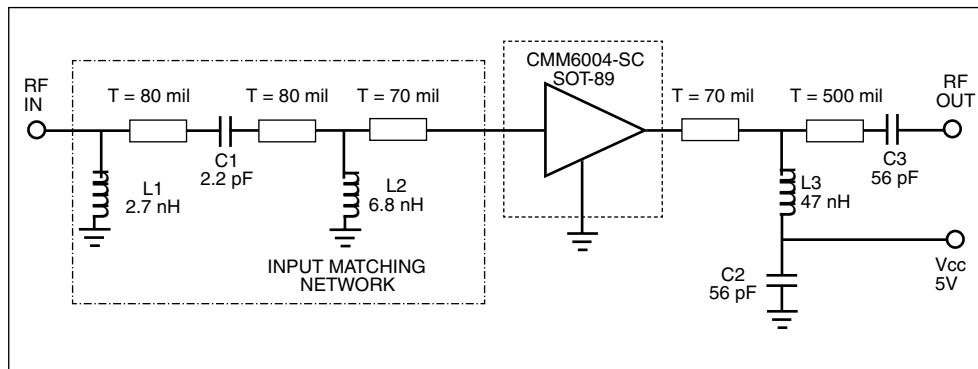 CMM6004-SC
SOT-89
RF
IN
T = 80 mil
T = 80 mil
T = 70 mil
T = 70 mil
T = 500 mil
RF
OUT
C1
2.2 pF
C3
56 pF
L1
2.7 nH
L2
6.8 nH
L3
47 nH
INPUT MATCHING
NETWORK
C2
56 pF
Vcc
5V